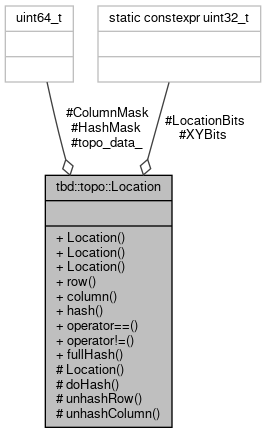 uint64_t
static constexpr uint32_t
#ColumnMask
#HashMask
#topo_data_
#LocationBits
#XYBits
tbd::topo::Location
+ Location()
+ Location()
+ Location()
+ row()
+ column()
+ hash()
+ operator==()
+ operator!=()
+ fullHash()
# Location()
# doHash()
# unhashRow()
# unhashColumn()